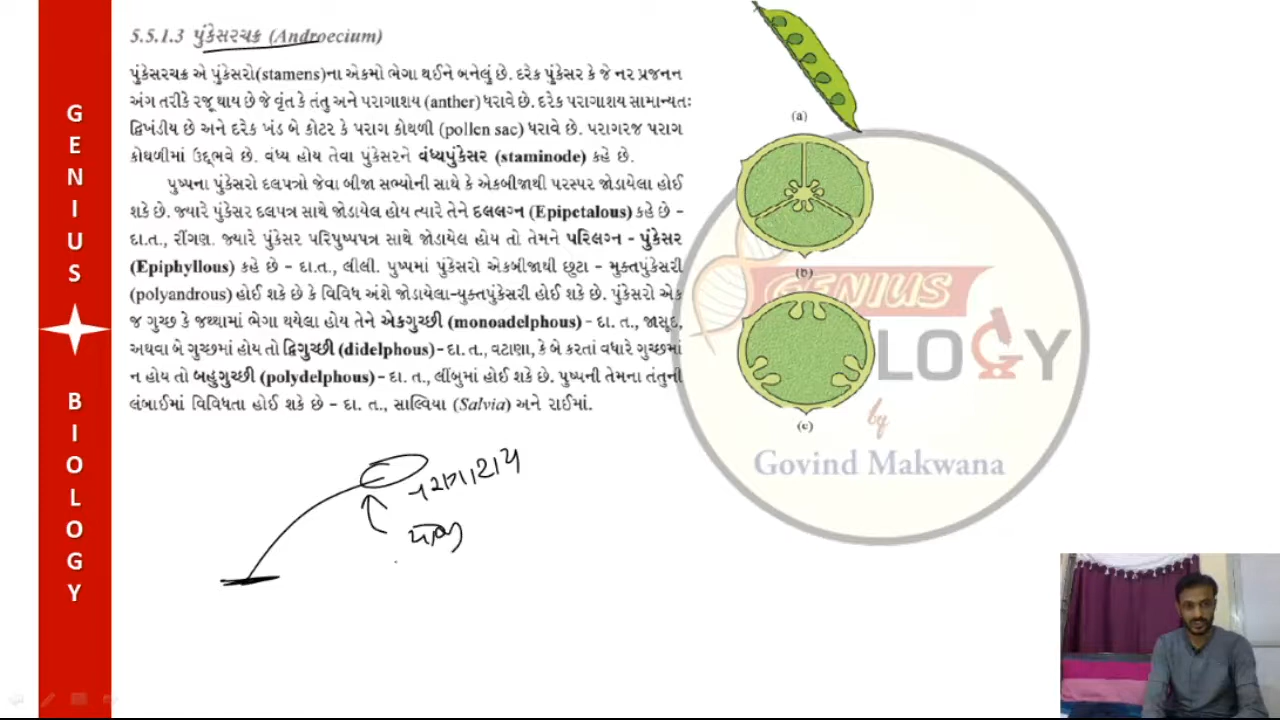 5.5.1.3 પુંકેસરચક્ર (Androecium)
પુંકેસરચક્ર એ પુંકેસરો(stamens)ના એકમો ભેગા થઈને બનેલું છે. દરેક પુંકેસર કે જે નર પ્રજનન
અંગ તરીકે રજૂ થાય છે જે વૃંત કે તંતુ અને પરાગાશય (anther) ધરાવે છે. દરેક પરાગાશય સામાન્યતઃ
દ્વિખંડીય છે અને દરેક ખંડ બે કોટર કે પરાગ કોથળી (pollen sac) ધરાવે છે. પરાગરજ પરાગ
કોથળીમાં ઉદ્ભવે છે. વંધ્ય હોય તેવા પુંકેસરને વંધ્યપુંકેસર (staminode) કહે છે.
પુષ્પના પુંકેસરો દલપત્રો જેવા બીજા સભ્યોની સાથે કે એકબીજાથી પરસ્પર જોડાયેલા હોઈ
શકે છે. જ્યારે પુંકેસર દલપત્ર સાથે જોડાયેલ હોય ત્યારે તેને દલલગ્ન (Epipetalous) કહે છે –
દા.ત., રીંગણ. જ્યારે પુંકેસર પરિપુષ્પપત્ર સાથે જોડાયેલ હોય તો તેમને પરિલગ્ન – પુંકેસર
(Epiphyllous) કહે છે – દા.ત., લીલી. પુષ્પમાં પુંકેસરો એકબીજાથી છૂટા – મુક્તપુંકેસરી
(polyandrous) હોઈ શકે છે કે વિવિધ અંશે જોડાયેલા–યુક્તપુંકેસરી હોઈ શકે છે. પુંકેસરો એક
જ ગુચ્છ કે જથ્થામાં ભેગા થયેલા હોય તેને એકગુચ્છી (monoadelphous) – દા. ત., જાસૂદ,
અથવા બે ગુચ્છમાં હોય તો દ્વિગુચ્છી (didelphous) – દા. ત., વટાણા, કે બે કરતાં વધારે ગુચ્છમાં
ન હોય તો બહુગુચ્છી (polydelphous) – દા. ત., લીંબુમાં હોઈ શકે છે. પુષ્પની તેમના તંતુની
લંબાઈમાં વિવિધતા હોઈ શકે છે – દા. ત., સાલ્વિયા (Salvia) અને રાઈમાં.
પરાગાશય
(a)
(b)
(c)
GENIUS
BIOLOGY
GENIUS
LOGY
by
Govind Makwana